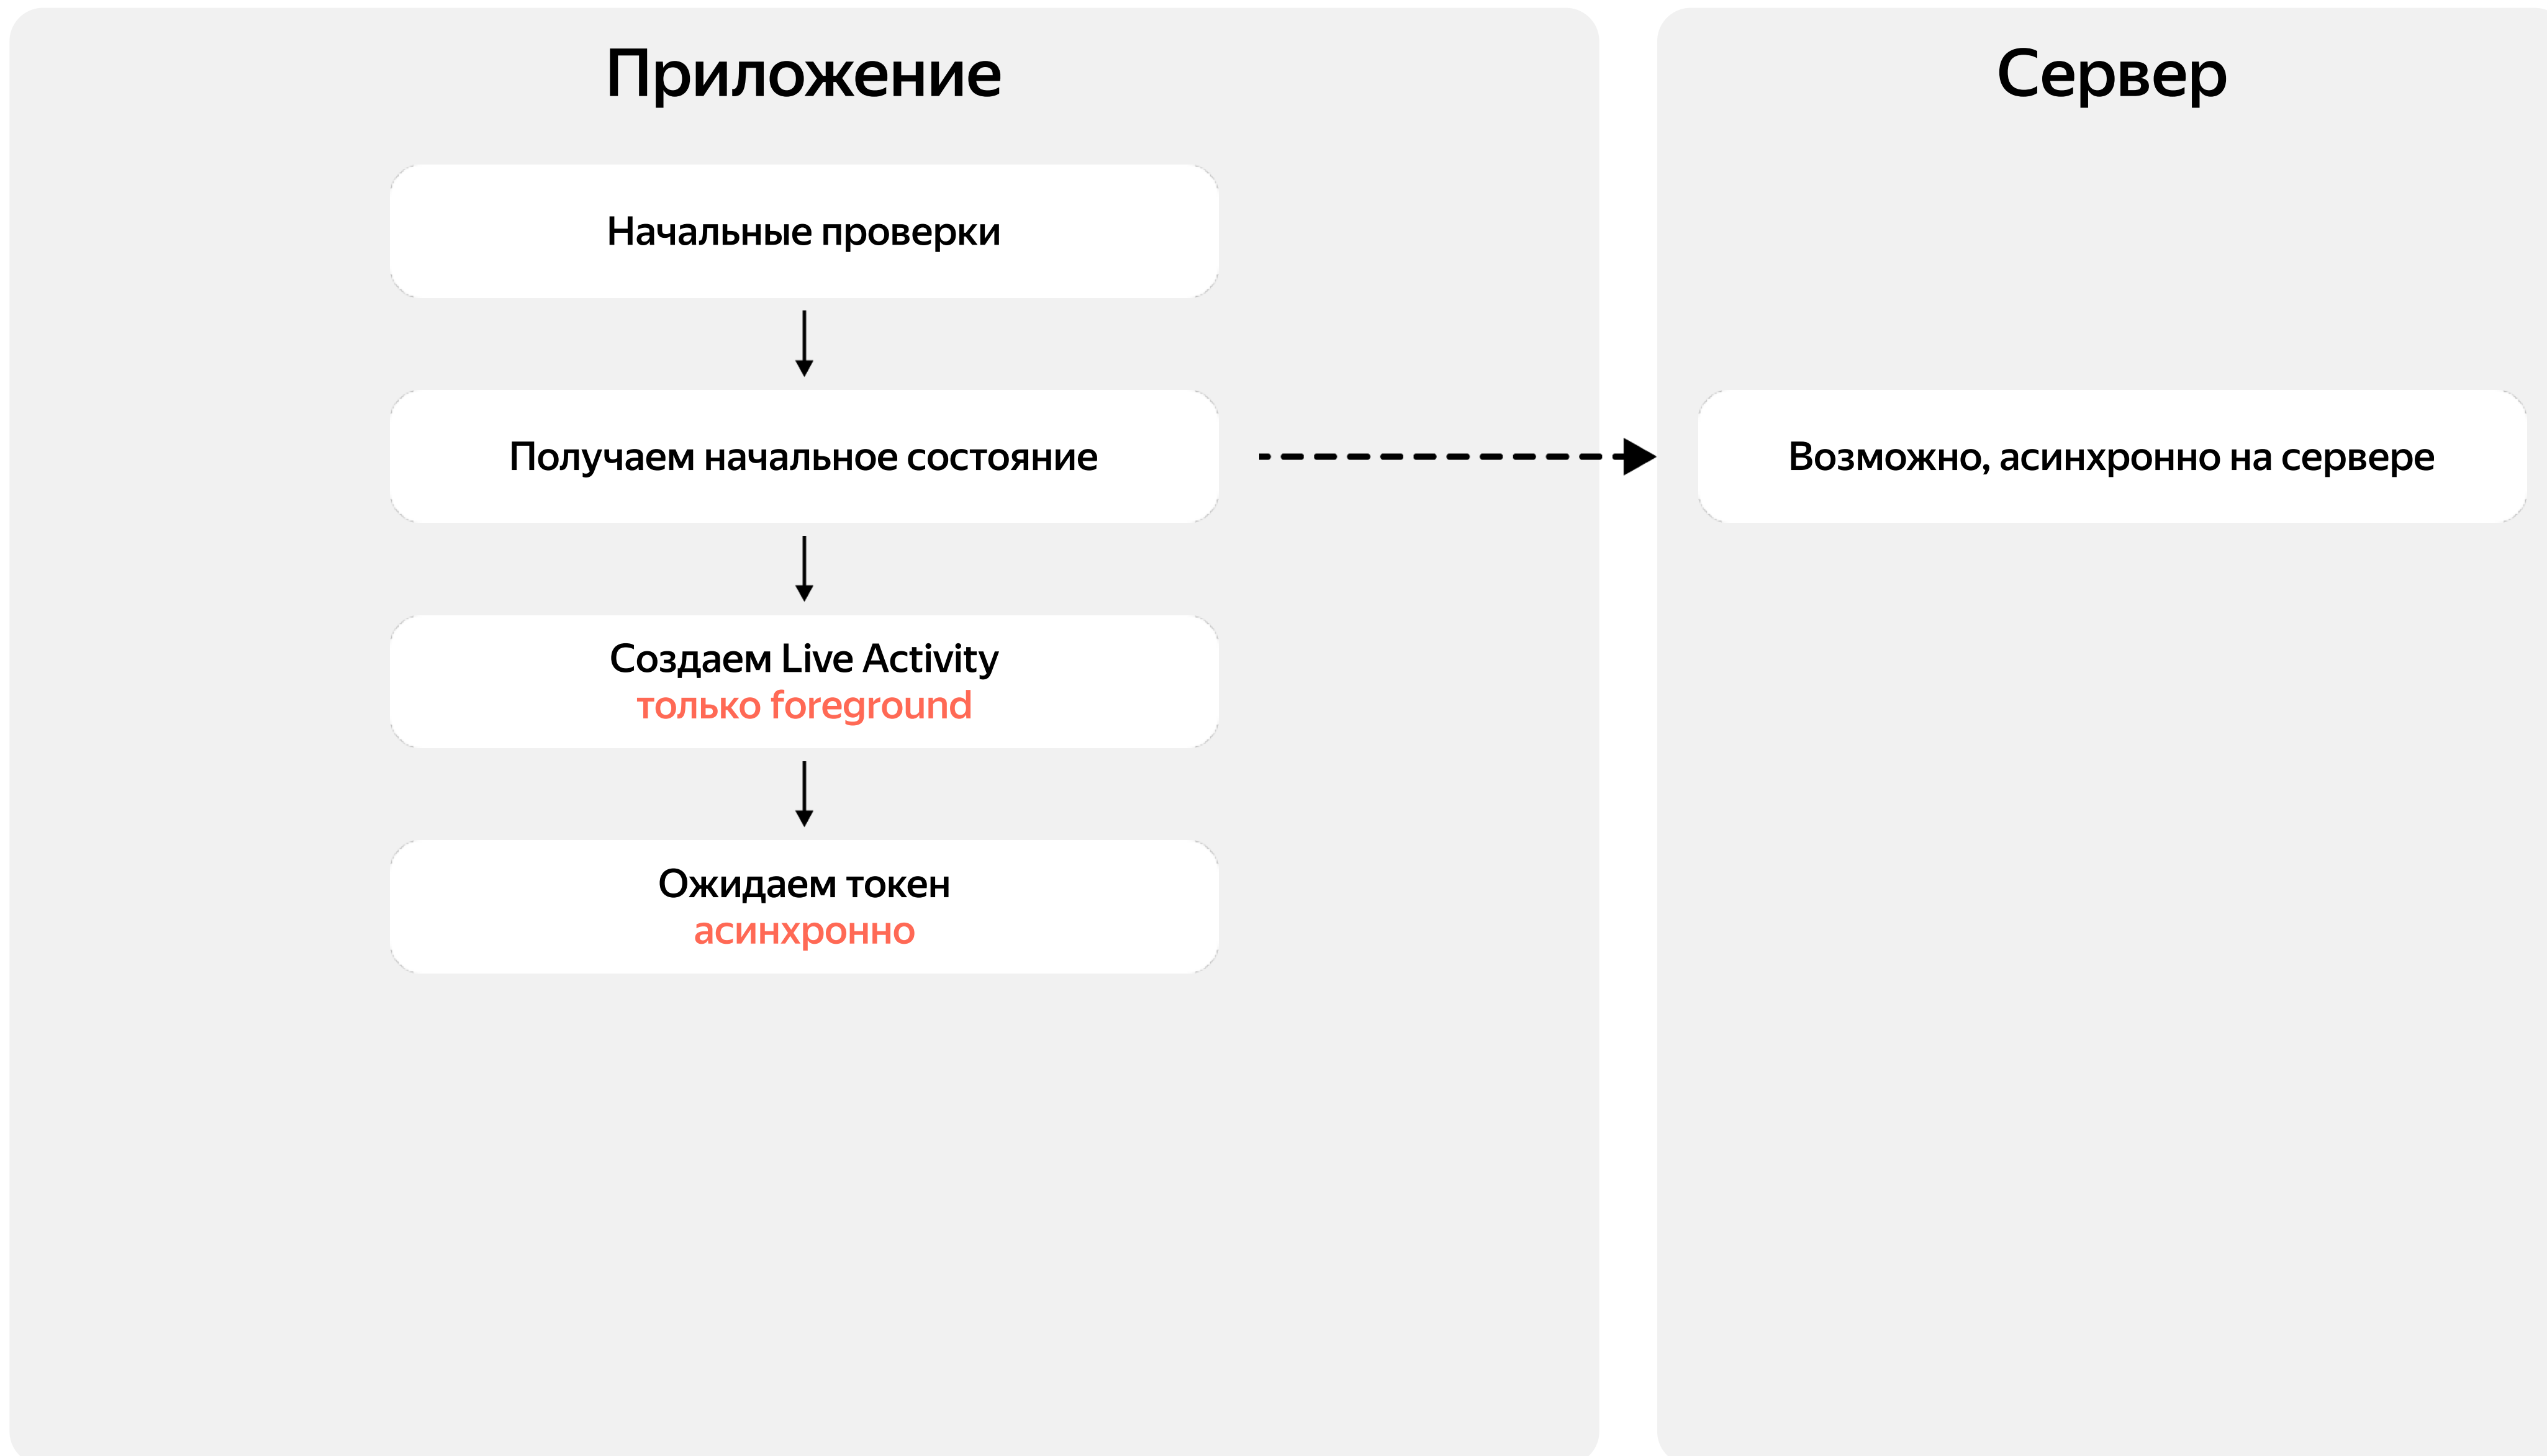 Приложение
Сервер
Начальные проверки
Получаем начальное состояние
Возможно, асинхронно на сервере
Создаем Live Activity
только foreground
Ожидаем токен
асинхронно